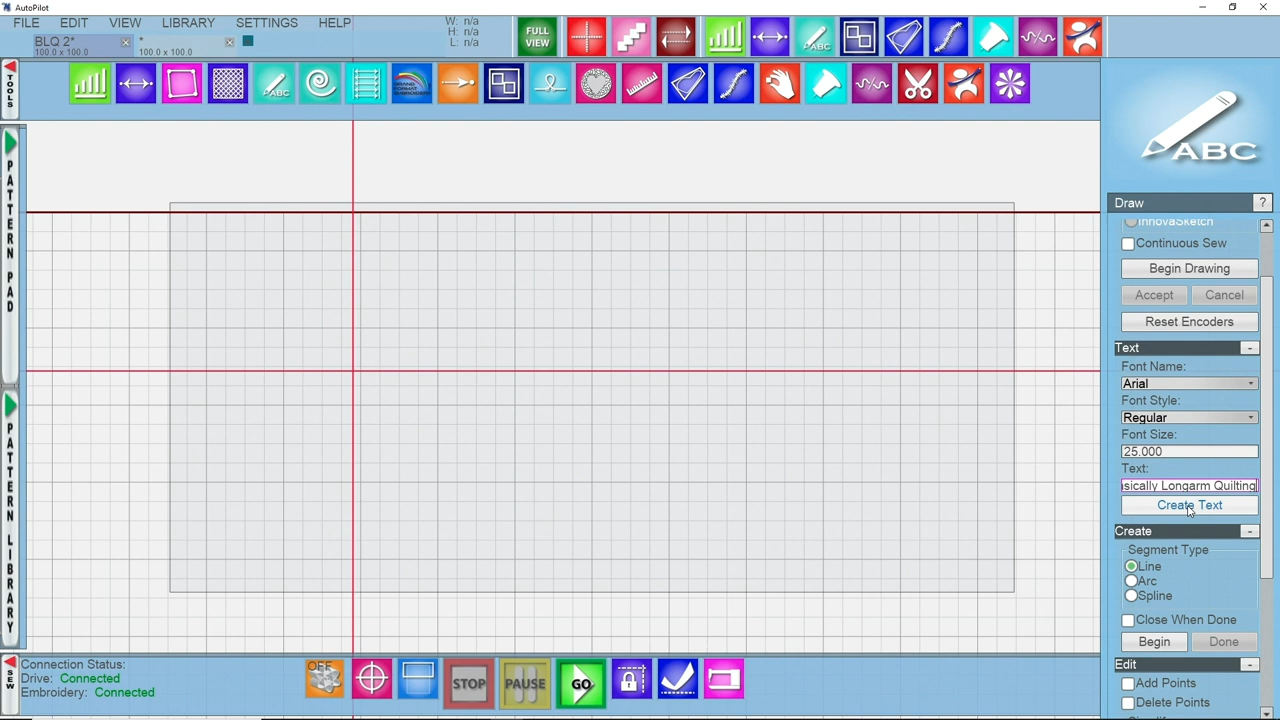 AutoPilot
FILE EDIT VIEW LIBRARY SETTINGS HELP
BLQ 2*
100.0 x 100.0
*
100.0 x 100.0
W: n/a
H: n/a
L: n/a
FULL VIEW
ABC
TOOLS
ABC
PATTERN PAD
PATTERN LIBRARY
ABC
Draw ?
InnovaSketch
Continuous Sew
Begin Drawing
Accept Cancel
Reset Encoders
Text -
Font Name:
Arial
Font Style:
Regular
Font Size:
25.000
Text:
sically Longarm Quilting
Create Text
Create -
Segment Type
Line
Arc
Spline
Close When Done
Begin Done
Edit -
Add Points
Delete Points
SEW
Connection Status:
Drive: Connected
Embroidery: Connected
OFF
STOP
PAUSE
GO